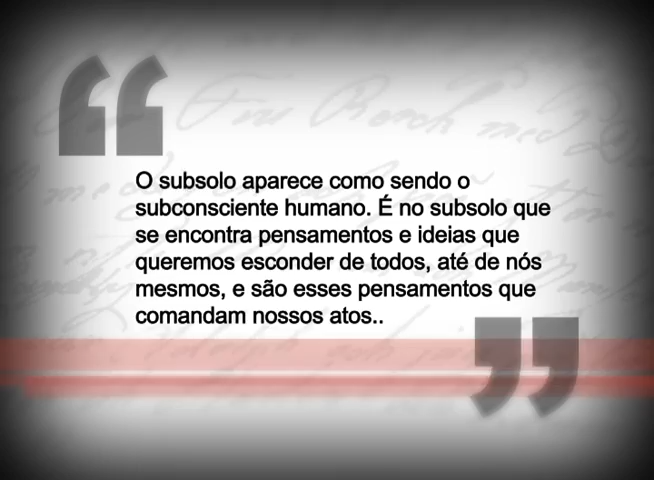 O subsolo aparece como sendo o
subconsciente humano. É no subsolo que
se encontra pensamentos e ideias que
queremos esconder de todos, até de nós
mesmos, e são esses pensamentos que
comandam nossos atos..